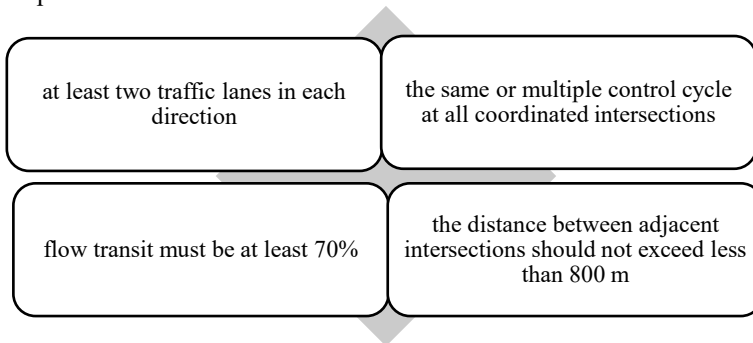 at least two traffic lanes in each
direction
the same or multiple control cycle
at all coordinated intersections
flow transit must be at least 70%
the distance between adjacent
intersections should not exceed less
than 800 m